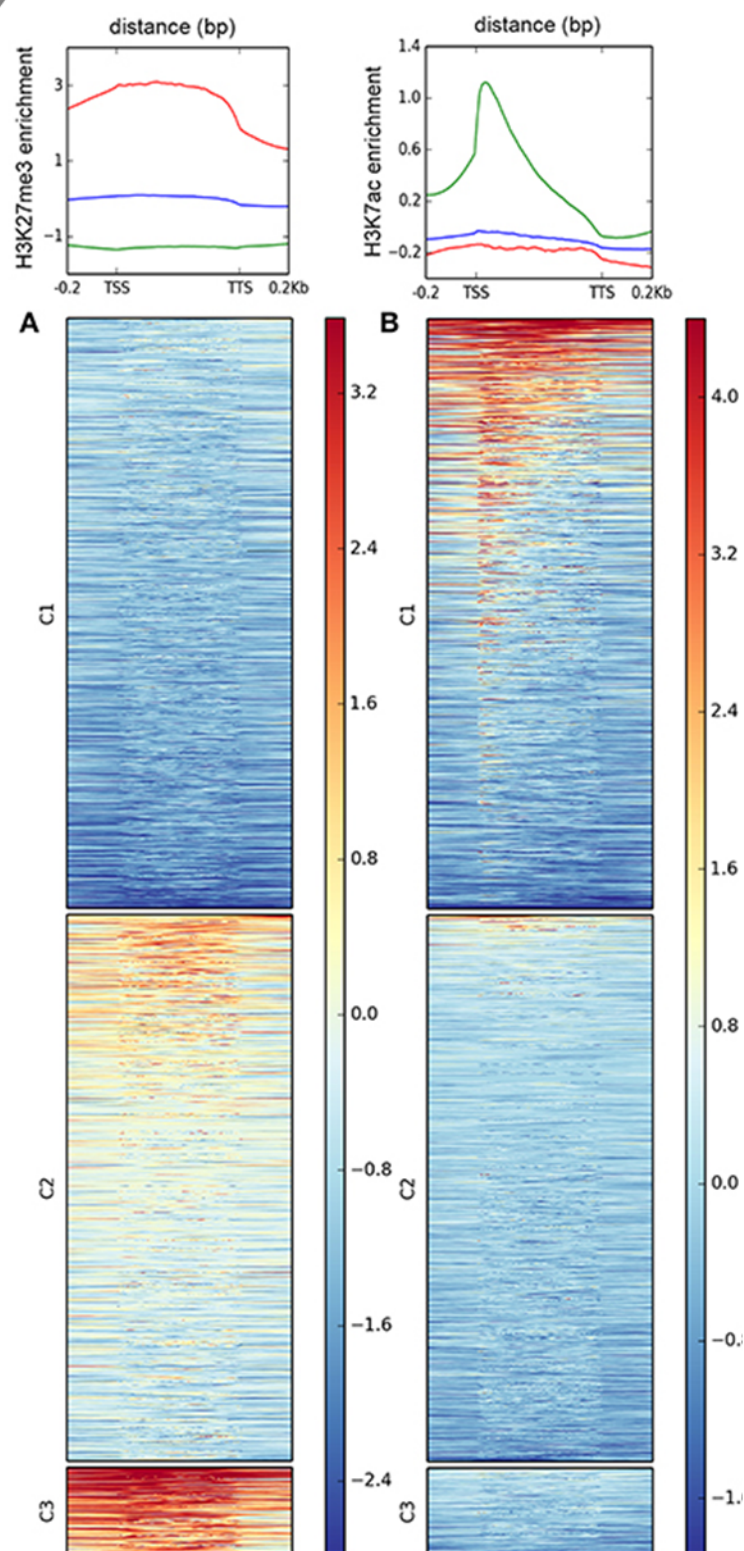 distance (bp)
H3K27me3 enrichment
3
1
−1
-0.2 TSS TTS 0.2Kb
distance (bp)
H3K7ac enrichment
1.4
1.0
0.6
0.2
−0.2
-0.2 TSS TTS 0.2Kb
A
C1
C2
C3
3.2
2.4
1.6
0.8
0.0
−0.8
−1.6
−2.4
B
C1
C2
C3
4.0
3.2
2.4
1.6
0.8
0.0